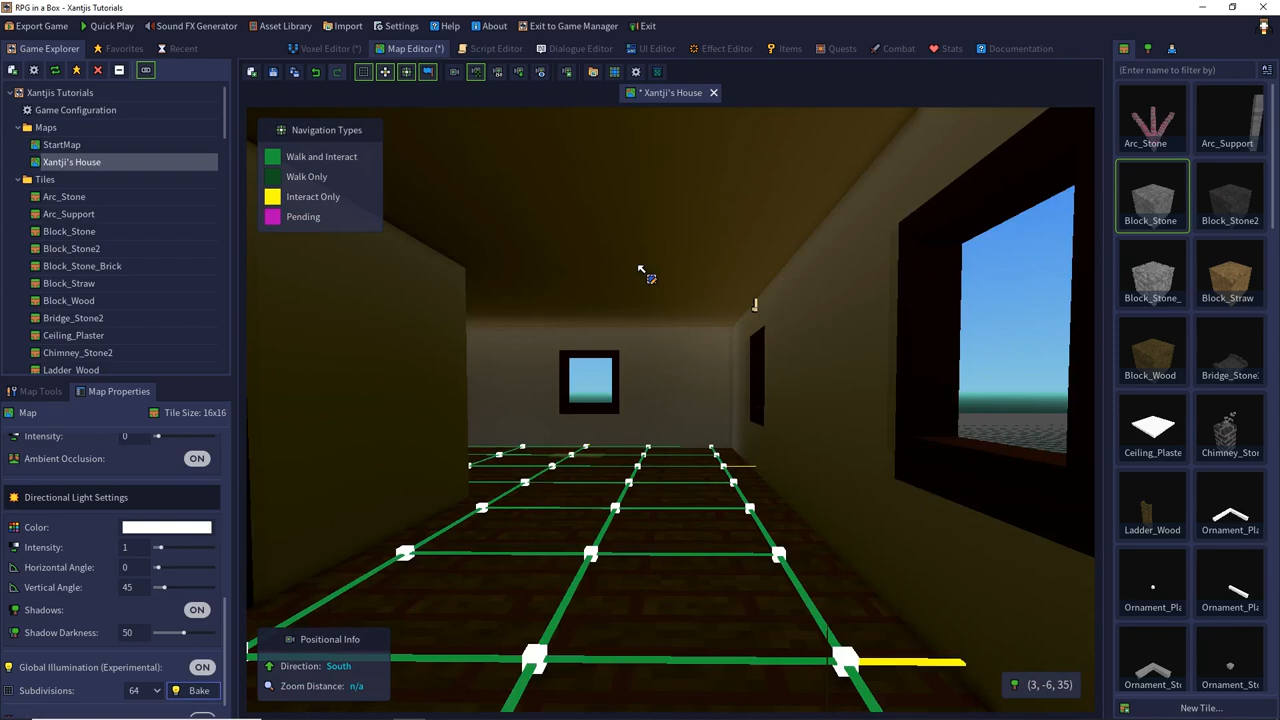 RPG in a Box - Xantjis Tutorials
Export Game Quick Play Sound FX Generator Asset Library Import Settings Help About Exit to Game Manager Exit
Game Explorer Favorites Recent
Voxel Editor (*) Map Editor (*) Script Editor Dialogue Editor UI Editor Effect Editor Items Quests Combat Stats Documentation
* Xantji's House
Xantjis Tutorials
Game Configuration
Maps
StartMap
Xantji's House
Tiles
Arc_Stone
Arc_Support
Block_Stone
Block_Stone2
Block_Stone_Brick
Block_Straw
Block_Wood
Bridge_Stone2
Ceiling_Plaster
Chimney_Stone2
Ladder_Wood
Map Tools Map Properties
Map Tile Size: 16x16
Intensity: 0
Ambient Occlusion: ON
Directional Light Settings
Color:
Intensity: 1
Horizontal Angle: 0
Vertical Angle: 45
Shadows: ON
Shadow Darkness: 50
Global Illumination (Experimental): ON
Subdivisions: 64 Bake
Navigation Types
Walk and Interact
Walk Only
Interact Only
Pending
Positional Info
Direction: South
Zoom Distance: n/a
(3, -6, 35)
(Enter name to filter by)
Arc_Stone Arc_Support
Block_Stone Block_Stone2
Block_Stone_ Block_Straw
Block_Wood Bridge_Stone
Ceiling_Plaste Chimney_Sto
Ladder_Wood Ornament_Pla
Ornament_Pla Ornament_Pla
Ornament_Sto Ornament_Sto
New Tile...